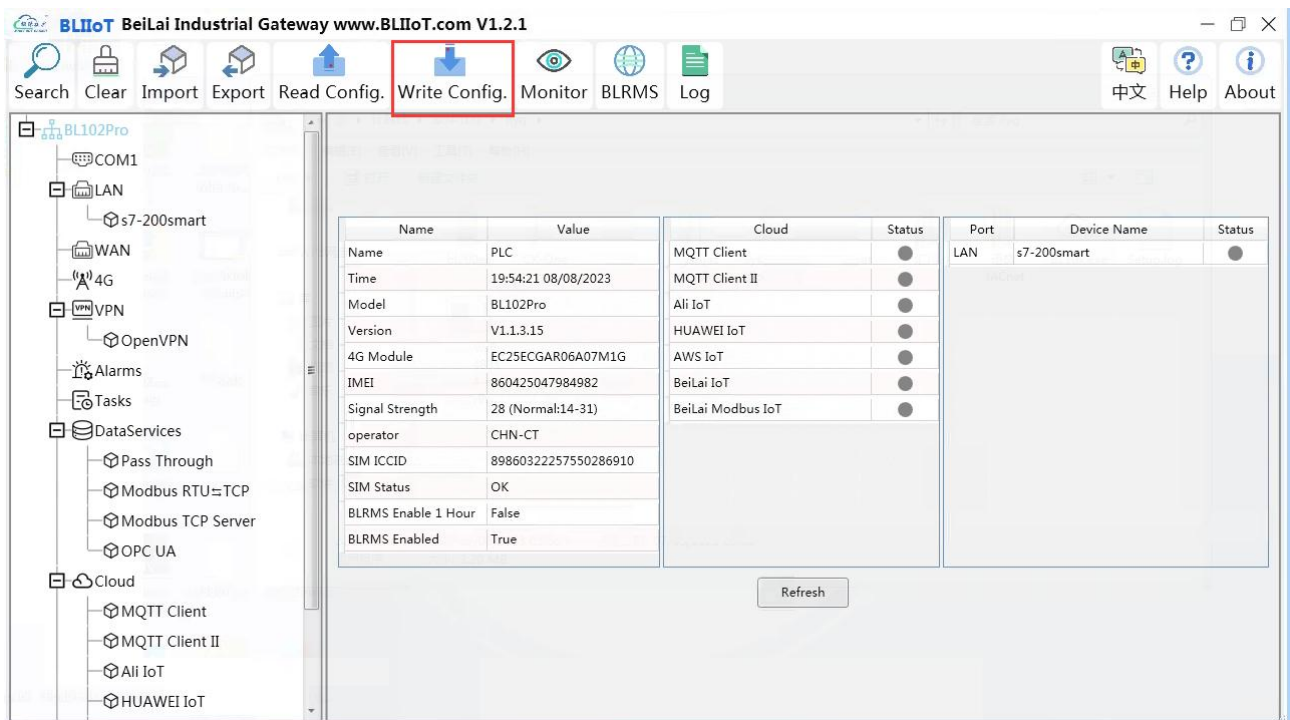 BLIIoT BeiLai Industrial Gateway www.BLIIoT.com V1.2.1
Search Clear Import Export Read Config. Write Config. Monitor BLRMS Log 中文 Help About
BL102Pro
COM1
LAN
s7-200smart
WAN
4G
VPN VPN
OpenVPN
Alarms
Tasks
DataServices
Pass Through
Modbus RTU⇆TCP
Modbus TCP Server
OPC UA
Cloud
MQTT Client
MQTT Client II
Ali IoT
HUAWEI IoT
Name Value
Name PLC
Time 19:54:21 08/08/2023
Model BL102Pro
Version V1.1.3.15
4G Module EC25ECGAR06A07M1G
IMEI 860425047984982
Signal Strength 28 (Normal:14-31)
operator CHN-CT
SIM ICCID 89860322257550286910
SIM Status OK
BLRMS Enable 1 Hour False
BLRMS Enabled True
Cloud Status
MQTT Client
MQTT Client II
Ali IoT
HUAWEI IoT
AWS IoT
BeiLai IoT
BeiLai Modbus IoT
Port Device Name Status
LAN s7-200smart
Refresh